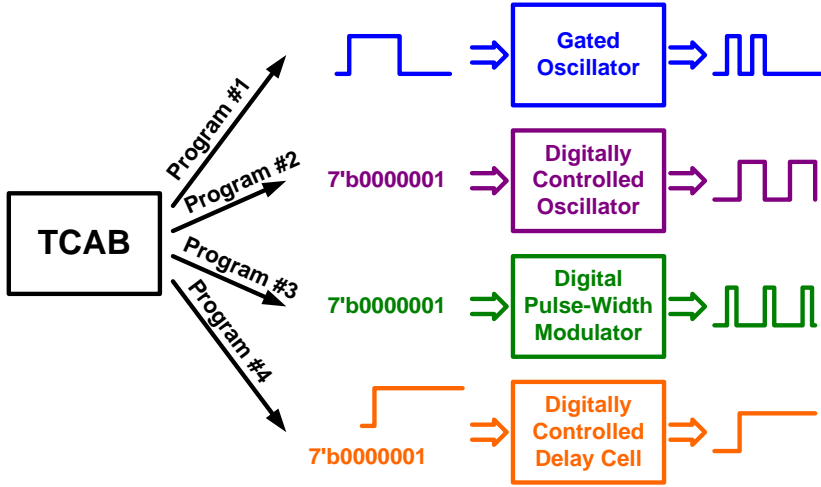 TCAB
Program #1
Program #2
Program #3
Program #4
Gated
Oscillator
7'b0000001
Digitally
Controlled
Oscillator
7'b0000001
Digital
Pulse-Width
Modulator
7'b0000001
Digitally
Controlled
Delay Cell